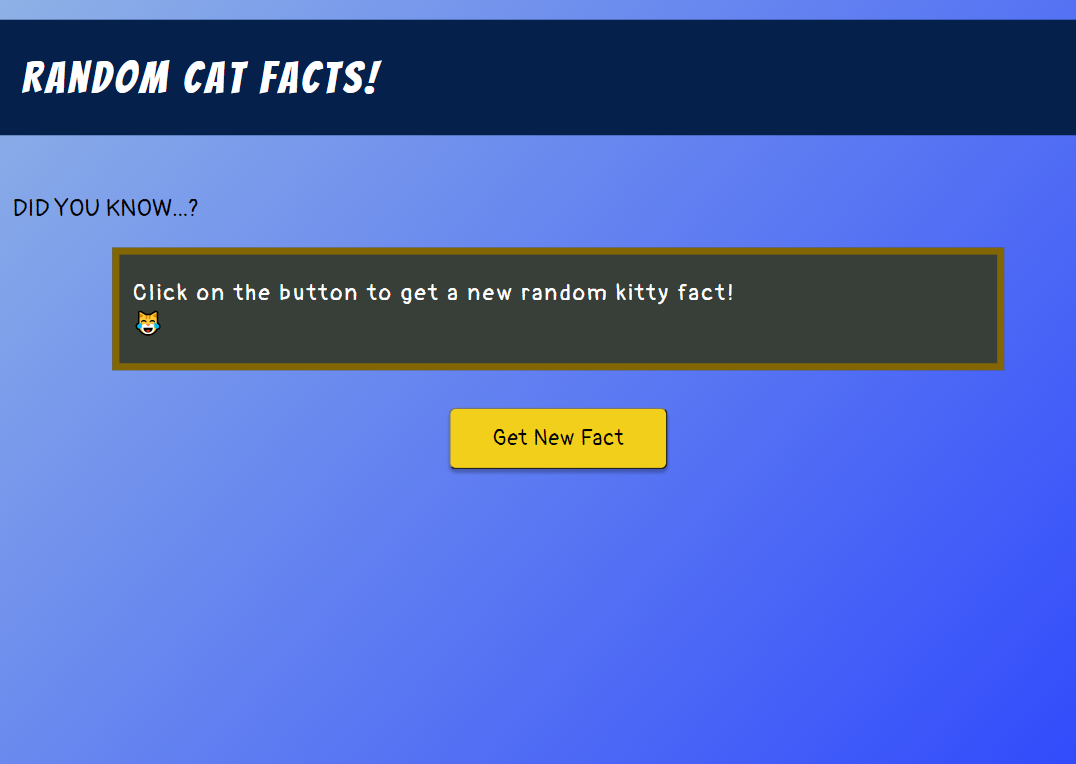 RANDOM CAT FACTS!
DID YOU KNOW...?
Click on the button to get a new random kitty fact!
😹
Get New Fact